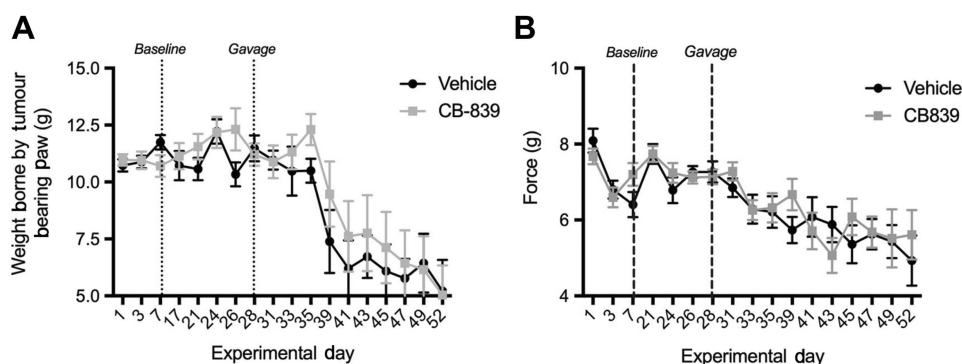 A
Baseline
Gavage
15.0
12.5
10.0
7.5
5.0
Weight borne by tumour
bearing paw (g)
Vehicle
CB-839
1 3 7 17 21 24 26 28 31 33 35 39 41 43 45 47 49 52
Experimental day
B
Baseline
Gavage
10
8
6
4
Force (g)
Vehicle
CB839
1 3 7 21 24 26 28 31 33 35 39 41 43 45 47 49 52
Experimental day